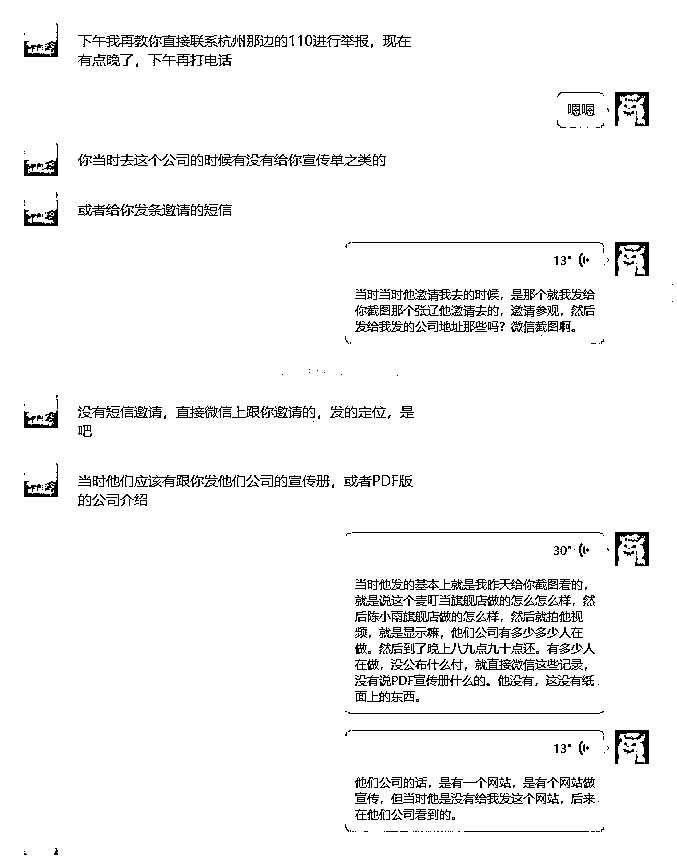 下午我再教你直接联系杭州那边的110进行举报，现在
有点晚了，下午再打电话
嗯嗯
你当时去这个公司的时候有没有给你宣传单之类的
或者给你发条邀请的短信
13"
当时当时他邀请我去的时候，是那个就我发给
你截图那个张辽他邀请去的，邀请参观，然后
发给我发的公司地址那些吗？微信截图啊。
没有短信邀请，直接微信上跟你邀请的，发的定位，是
吧
当时他们应该有跟你发他们公司的宣传册，或者PDF版
的公司介绍
30"
当时他发的基本上就是我昨天给你截图看的，
就是说这个麦叮当旗舰店做的怎么怎么样，然
后陈小雨旗舰店做的怎么样，然后就拍他视
频，就是显示嘛，他们公司有多少多少人在
做。然后到了晚上八九点九十点还。有多少人
在做，没公布什么付，就直接微信这些记录，
没有说PDF宣传册什么的。他没有，这没有纸
面上的东西。
13"
他们公司的话，是有一个网站，是有个网站做
宣传，但当时他是没有给我发这个网站，后来
在他们公司看到的。